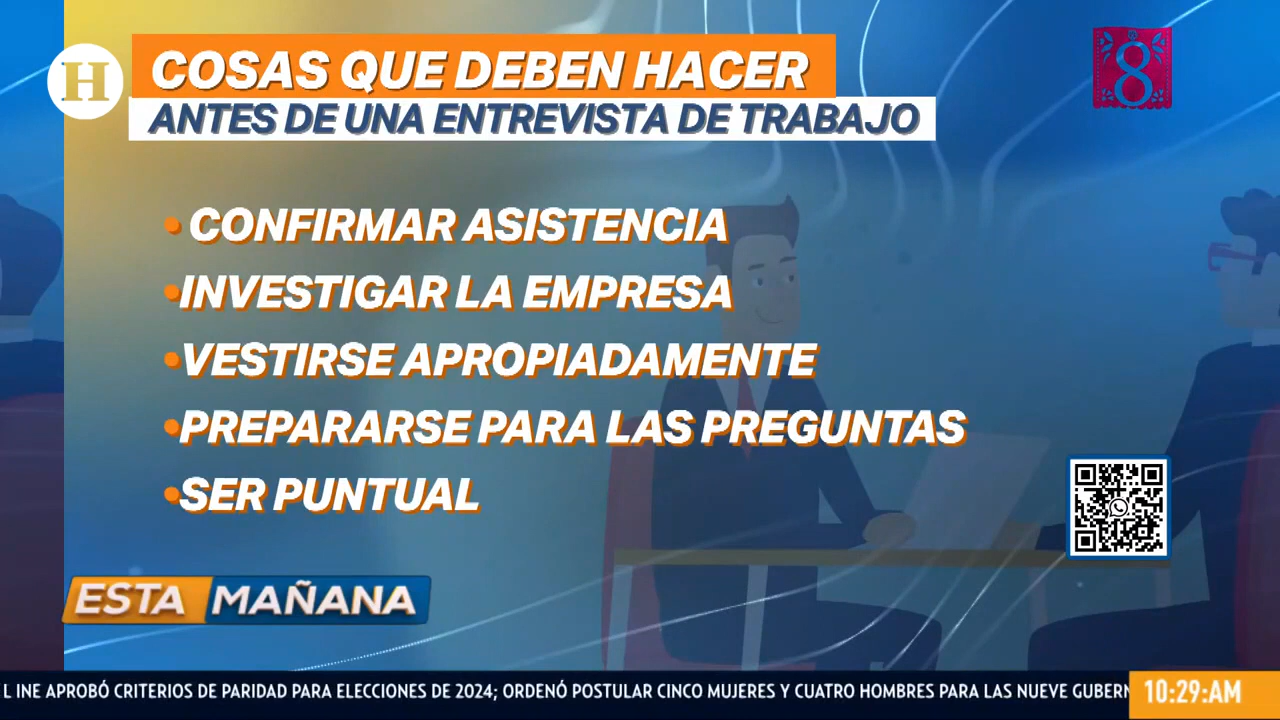 H
COSAS QUE DEBEN HACER
8
ANTES DE UNA ENTREVISTA DE TRABAJO
• CONFIRMAR ASISTENCIA
•INVESTIGAR LA EMPRESA
•VESTIRSE APROPIADAMENTE
•PREPARARSE PARA LAS PREGUNTAS
•SER PUNTUAL
ESTA MAÑANA
L INE APROBÓ CRITERIOS DE PARIDAD PARA ELECCIONES DE 2024; ORDENÓ POSTULAR CINCO MUJERES Y CUATRO HOMBRES PARA LAS NUEVE GUBERN
10:29:AM